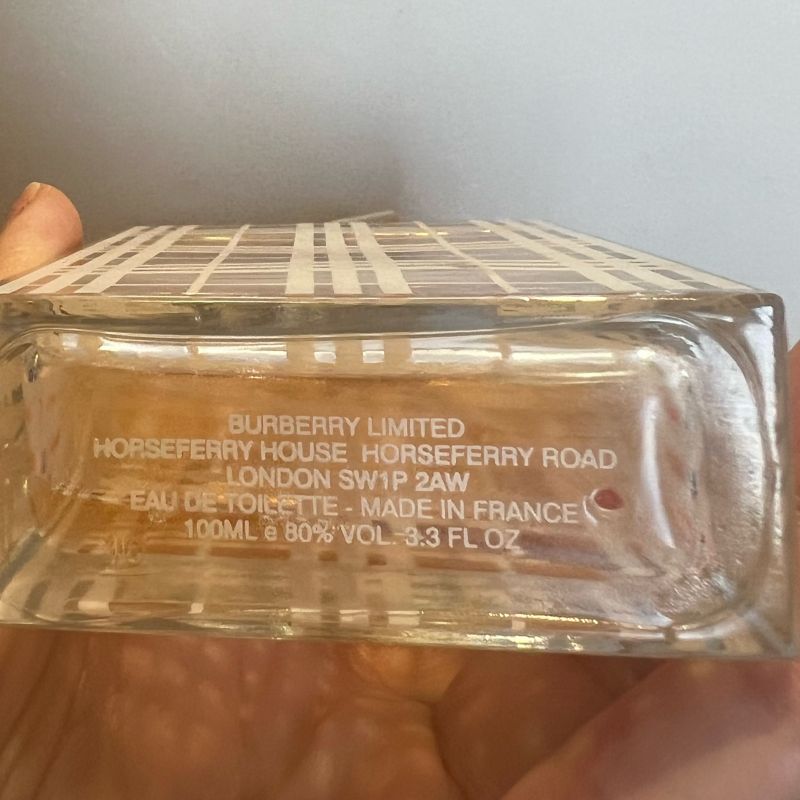 BURBERRY LIMITED
HORSEFERRY HOUSE HORSEFERRY ROAD
LONDON SW1P 2AW
EAU DE TOILETTE - MADE IN FRANCE
100ML e 80% VOL. 3.3 FL OZ